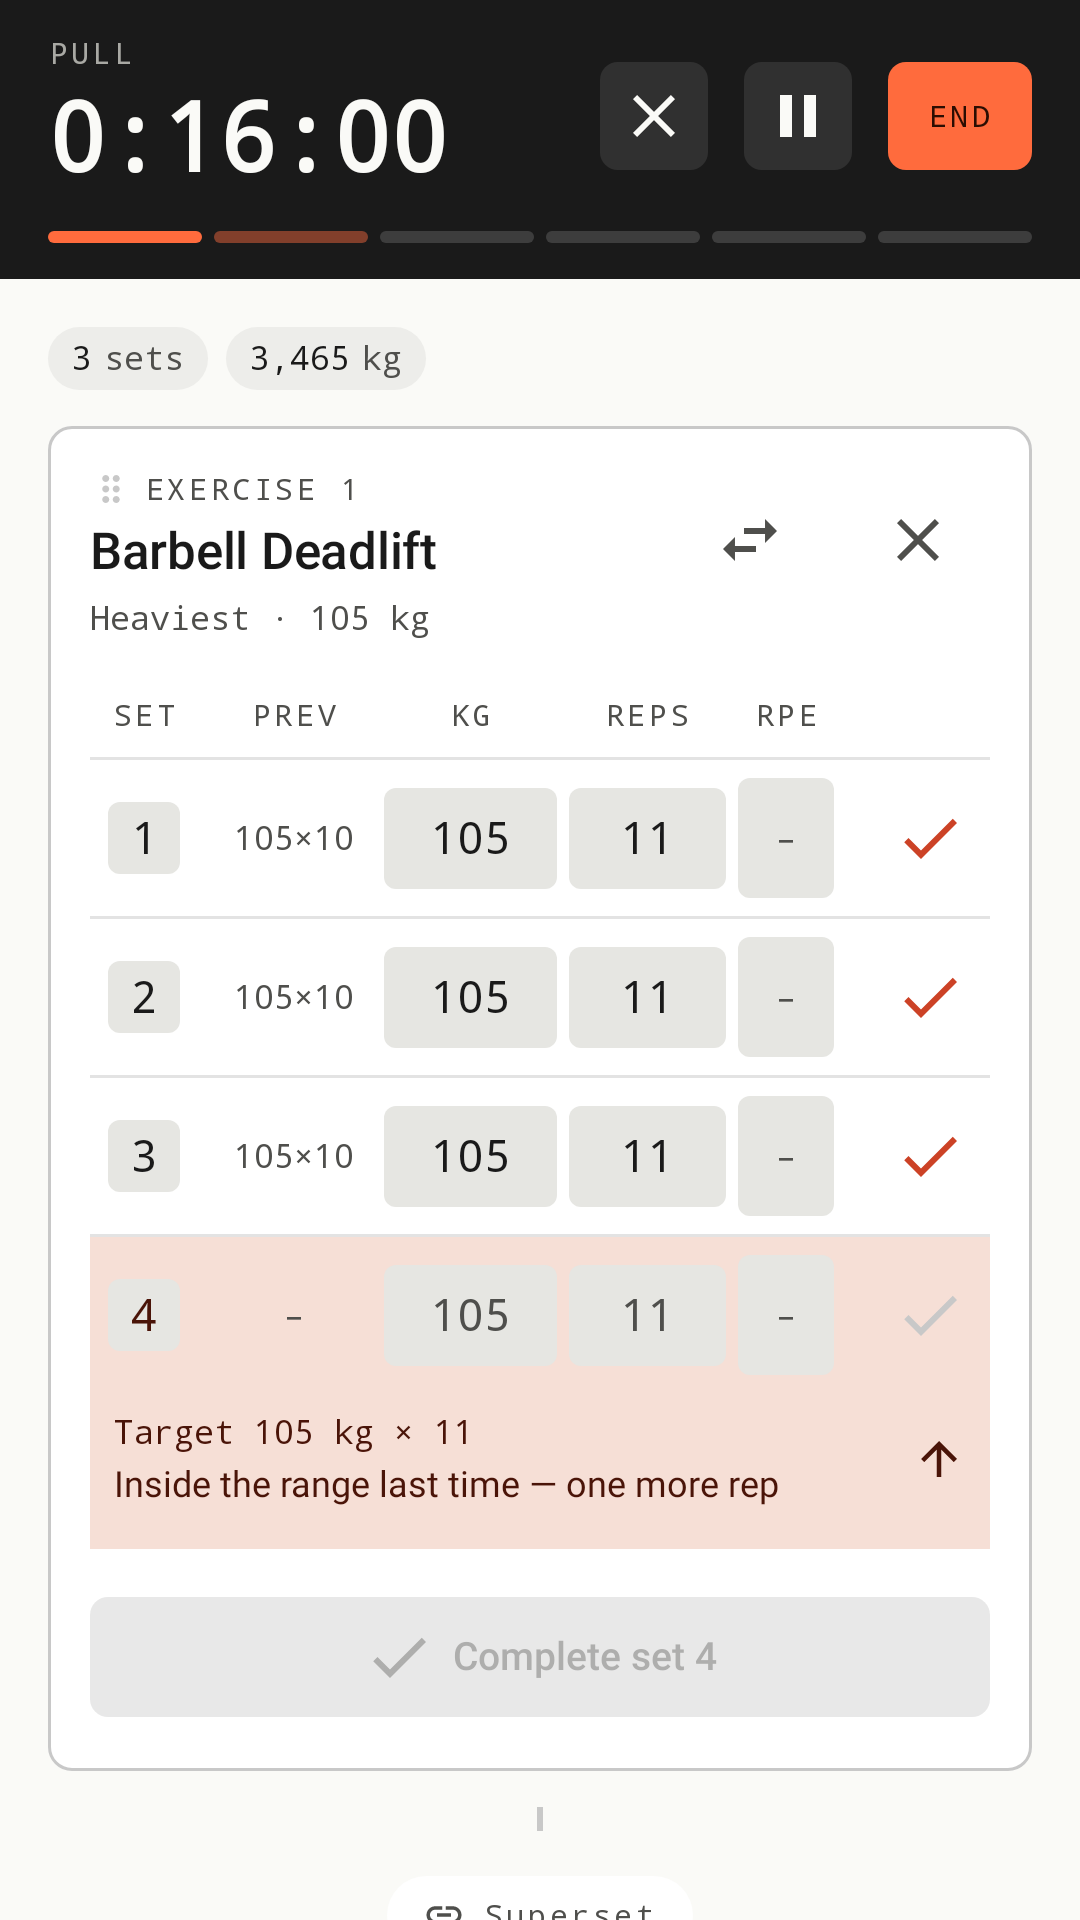 PULL
0:16:00
END
3 sets 3,465 kg
EXERCISE 1
Barbell Deadlift
Heaviest · 105 kg
SET PREV KG REPS RPE
1 105×10 105 11 –
2 105×10 105 11 –
3 105×10 105 11 –
4 – 105 11 –
Target 105 kg × 11
Inside the range last time — one more rep
Complete set 4
Superset